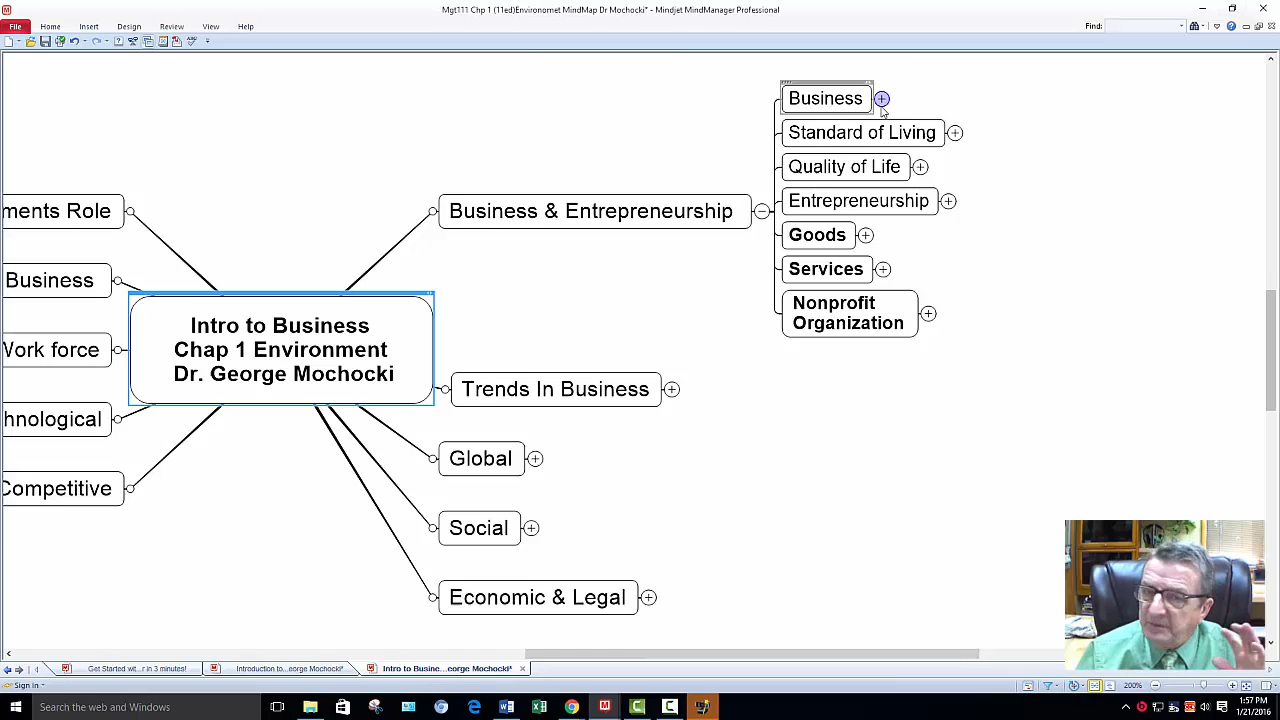 Mgt111 Chp 1 (11ed)Environomet MindMap Dr Mochocki* - Mindjet MindManager Professional
File Home Insert Design Review View Help
Find:
Business
Standard of Living
Quality of Life
Entrepreneurship
Goods
Services
Nonprofit
Organization
Business & Entrepreneurship
Trends In Business
Global
Social
Economic & Legal
ments Role
Business
Work force
hnological
Competitive
Intro to Business
Chap 1 Environment
Dr. George Mochocki
Get Started wit...r in 3 minutes!
Introduction to...eorge Mochocki*
Intro to Busine...eorge Mochocki*
Sign In
200%
Search the web and Windows
1:57 PM
1/21/2016